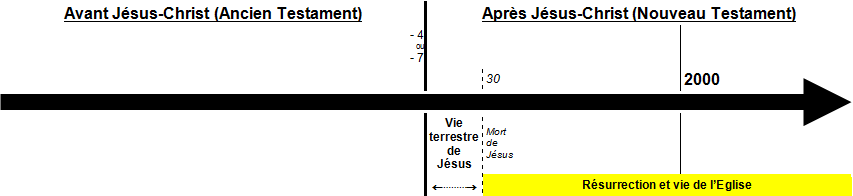 Avant Jésus-Christ (Ancien Testament)
Après Jésus-Christ (Nouveau Testament)
- 4
ou
- 7
30
2000
Vie
terrestre
de
Jésus
Mort
de
Jésus
Résurrection et vie de l'Eglise